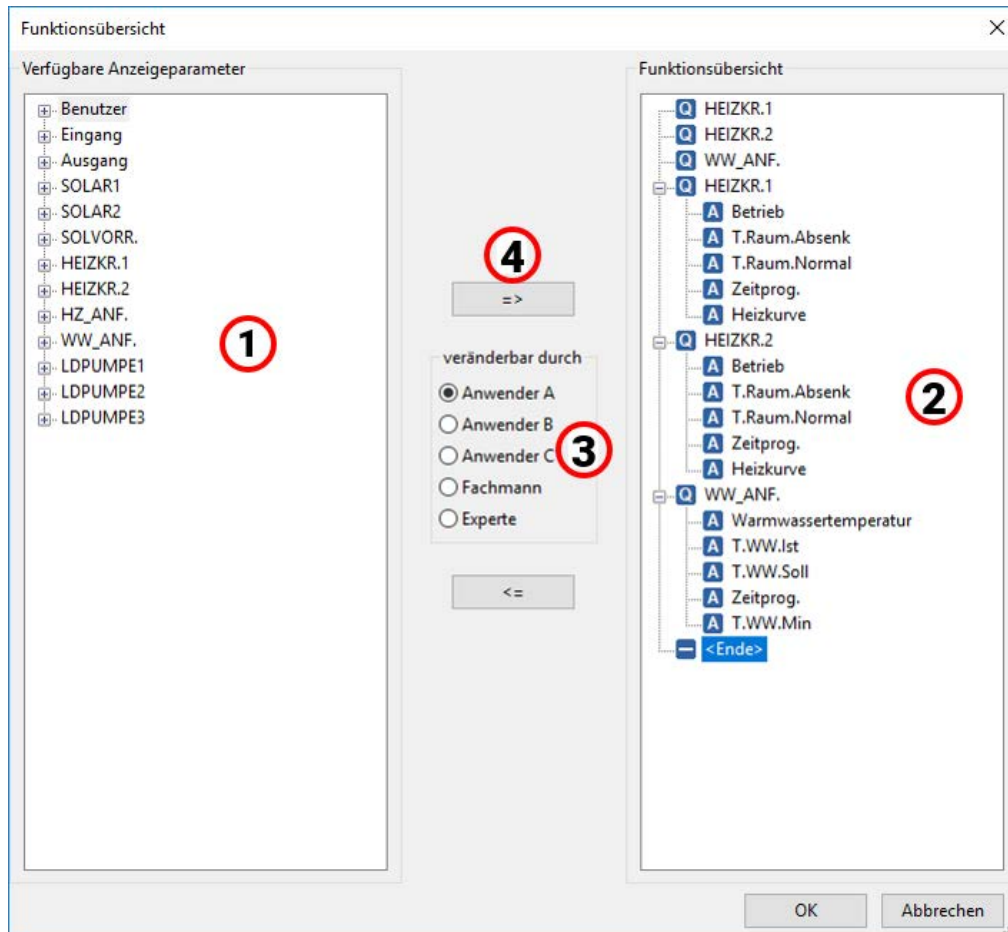 Funktionsübersicht
Verfügbare Anzeigeparameter
Benutzer
Eingang
Ausgang
SOLAR1
SOLAR2
SOLVORR.
HEIZKR.1
HEIZKR.2
HZ_ANF.
WW_ANF.
LDPUMPE1
LDPUMPE2
LDPUMPE3
1
4
=>
veränderbar durch
Anwender A
Anwender B
Anwender C
Fachmann
Experte
3
<=
Funktionsübersicht
Q HEIZKR.1
Q HEIZKR.2
Q WW_ANF.
Q HEIZKR.1
A Betrieb
A T.Raum.Absenk
A T.Raum.Normal
A Zeitprog.
A Heizkurve
Q HEIZKR.2
A Betrieb
A T.Raum.Absenk
A T.Raum.Normal
A Zeitprog.
A Heizkurve
Q WW_ANF.
A Warmwassertemperatur
A T.WW.Ist
A T.WW.Soll
A Zeitprog.
A T.WW.Min
<Ende>
2
OK
Abbrechen